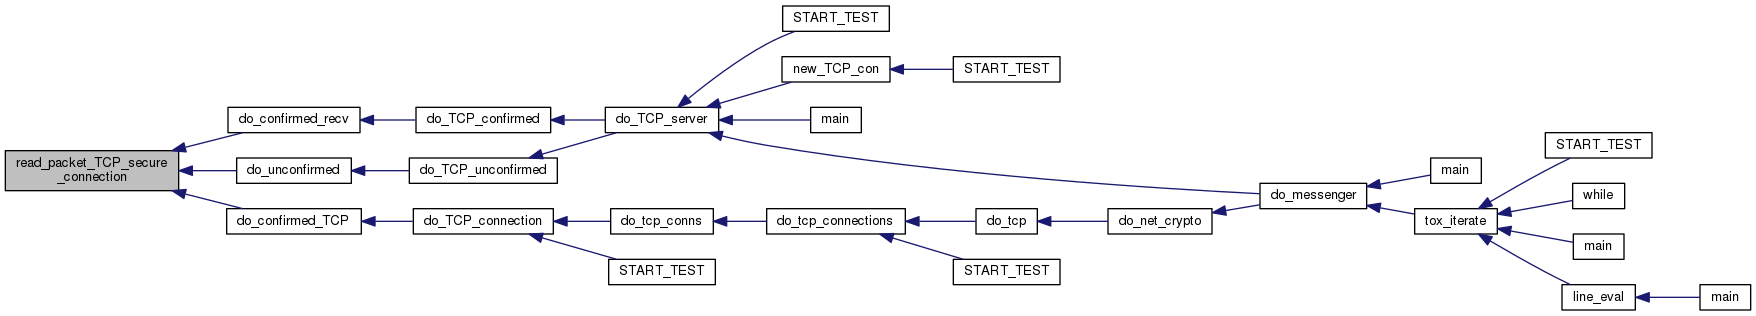 START_TEST
new_TCP_con
START_TEST
do_confirmed_recv
do_TCP_confirmed
do_TCP_server
main
read_packet_TCP_secure
_connection
do_unconfirmed
do_TCP_unconfirmed
START_TEST
main
do_messenger
while
do_confirmed_TCP
do_TCP_connection
do_tcp_conns
do_tcp_connections
do_tcp
do_net_crypto
tox_iterate
main
START_TEST
START_TEST
line_eval
main